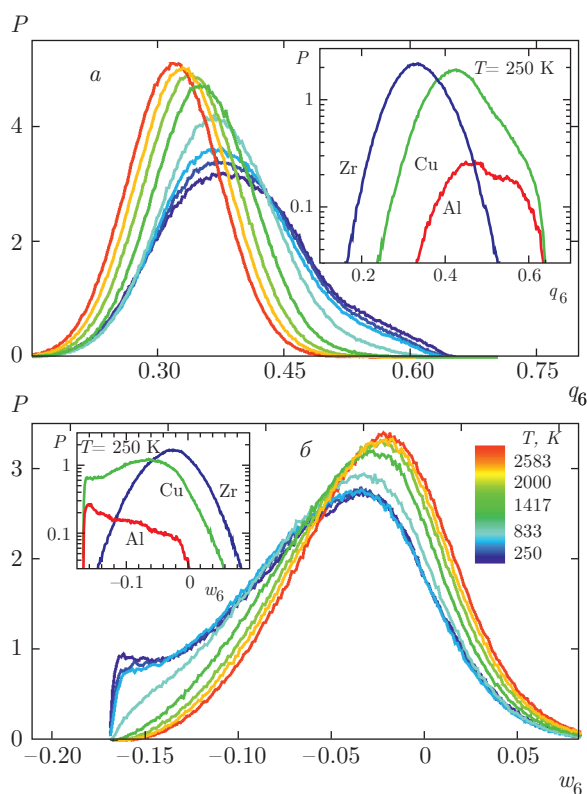 P
а
4
2
0
0.30
0.45
0.60
0.75
q6
P
T= 250 K
1
0.1
Zr
Cu
Al
0.2
0.4
0.6
q6
P
б
3
2
1
0
−0.20
−0.15
−0.10
−0.05
0
0.05
w6
P
T= 250 K
1
0.1
Cu
Zr
Al
−0.1
0
w6
T, K
2583
2000
1417
833
250